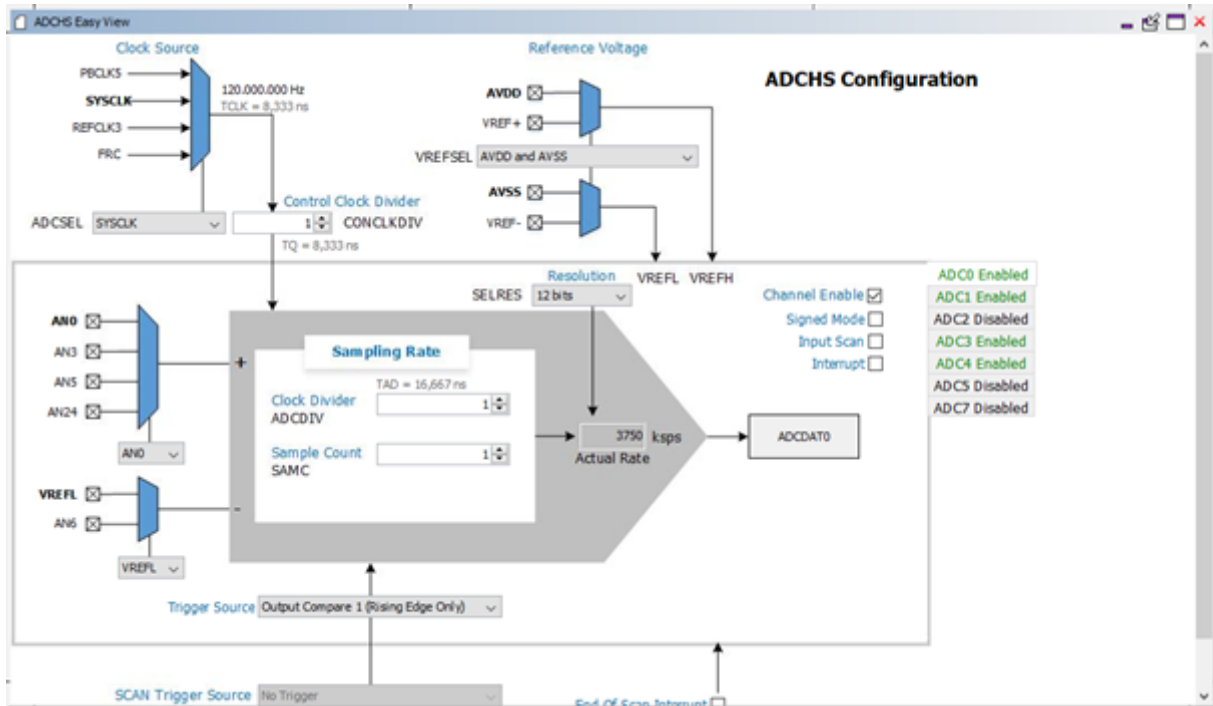 ADCHS Easy View
Clock Source
Reference Voltage
ADCHS Configuration
PBCLK5
SYSCLK
REFCLK3
FRC
120.000.000 Hz
TCLK = 8,333 ns
AVDD
VREF+
VREFSEL AVDD and AVSS
AVSS
VREF-
Control Clock Divider
ADCSEL SYSCLK 1 CONCLKDIV
TQ = 8,333 ns
Resolution
SELRES 12 bits
VREFL VREFH
Channel Enable
Signed Mode
Input Scan
Interrupt
ADC0 Enabled
ADC1 Enabled
ADC2 Disabled
ADC3 Enabled
ADC4 Enabled
ADC5 Disabled
ADC7 Disabled
AN0
AN3
AN5
AN24
AN0
+
Sampling Rate
TAD = 16,667 ns
Clock Divider 1
ADCDIV
Sample Count 1
SAMC
3750 ksps
Actual Rate
ADCDAT0
VREFL
AN6
-
VREFL
Trigger Source Output Compare 1 (Rising Edge Only)
SCAN Trigger Source No Trigger
End Of Scan Interrupt